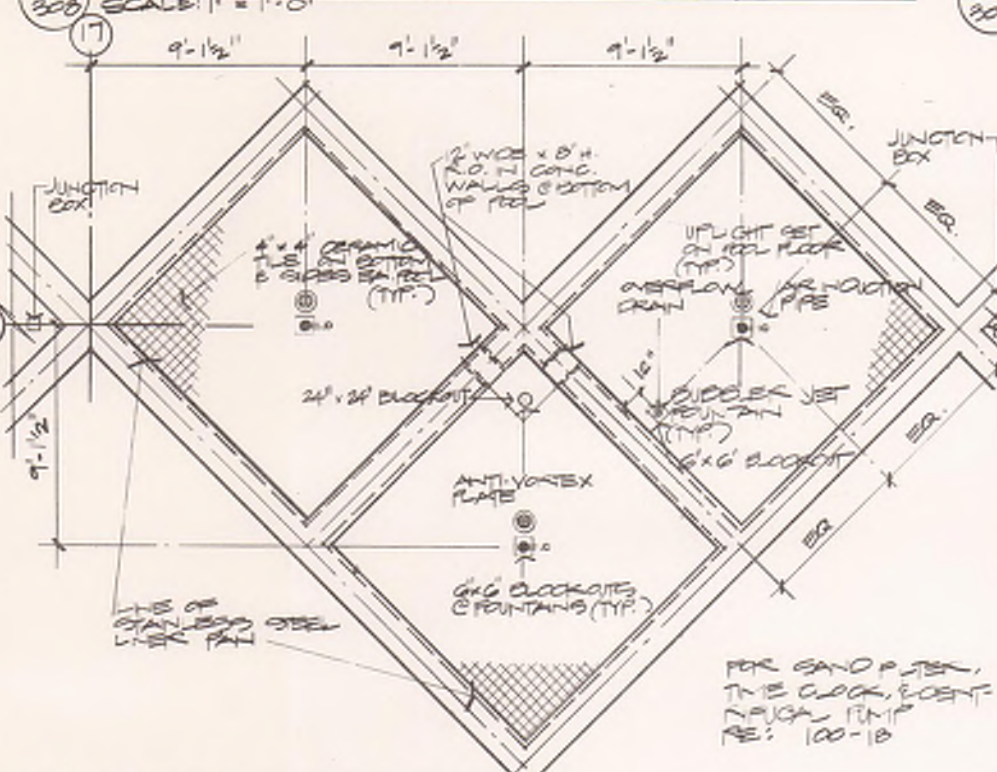 308 SCALE: 1" = 1'-0"
17
9'-1½" 9'-1½" 9'-1½"
EQ.
JUNCTION
BOX
EQ.
JUNCTION
BOX
12" WIDE x 8" H.
R.O. IN CONC.
WALLS @ BOTTOM
OF POOL
4" x 4" CERAMIC
TILE ON BOTTOM
& SIDES EA. POOL
(TYP.)
UPLIGHT SET
ON POOL FLOOR
(TYP.)
OVERFLOW
DRAIN
AIR INDUCTION
PIPE
24" x 24" BLOCKOUT
BUBBLER JET
FOUNTAIN
(TYP.)
6" x 6" BLOCKOUT
9'-1½"
EQ.
ANTI-VORTEX
PLATE
EQ
6x6 BLOCKOUTS
@ FOUNTAINS (TYP.)
LINE OF
STAINLESS STEEL
LINER PAN
FOR SAND FILTER,
TIME CLOCK, & CENT-
RIFUGAL PUMP
RE: 100-18